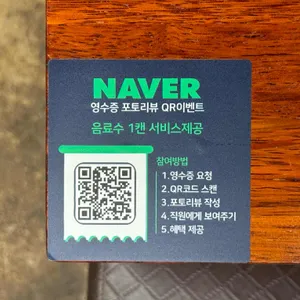 NAVER
영수증 포토리뷰 QR이벤트
음료수 1캔 서비스제공
참여방법
1.영수증 요청
2.QR코드 스캔
3.포토리뷰 작성
4.직원에게 보여주기
5.혜택 제공